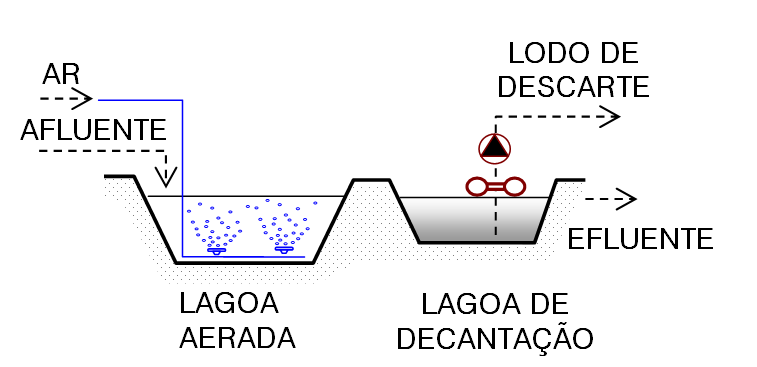 AR
AFLUENTE
LODO DE
DESCARTE
EFLUENTE
LAGOA
AERADA
LAGOA DE
DECANTAÇÃO